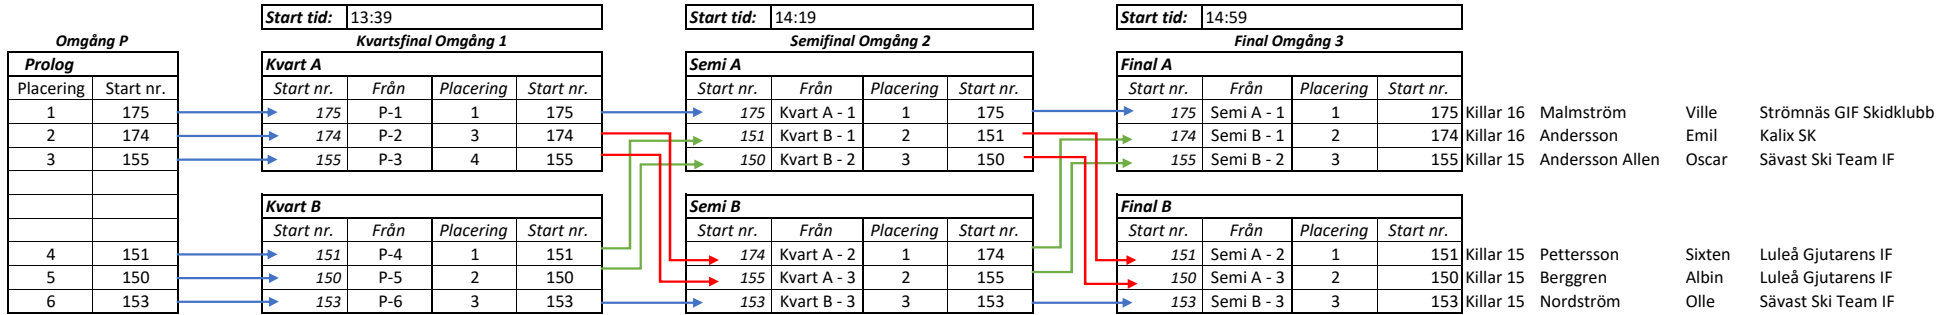 Start tid: 13:39 Start tid: 14:19 Start tid: 14:59
Omgång P Kvartsfinal Omgång 1 Semifinal Omgång 2 Final Omgång 3
Prolog Kvart A Semi A Final A
Placering Start nr. Start nr. Från Placering Start nr. Start nr. Från Placering Start nr. Start nr. Från Placering Start nr.
1 175 175 P-1 1 175 175 Kvart A - 1 1 175 175 Semi A - 1 1 175 Killar 16 Malmström Ville Strömnäs GIF Skidklubb
2 174 174 P-2 3 174 151 Kvart B - 1 2 151 174 Semi B - 1 2 174 Killar 16 Andersson Emil Kalix SK
3 155 155 P-3 4 155 150 Kvart B - 2 3 150 155 Semi B - 2 3 155 Killar 15 Andersson Allen Oscar Sävast Ski Team IF
Kvart B Semi B Final B
Start nr. Från Placering Start nr. Start nr. Från Placering Start nr. Start nr. Från Placering Start nr.
4 151 151 P-4 1 151 174 Kvart A - 2 1 174 151 Semi A - 2 1 151 Killar 15 Pettersson Sixten Luleå Gjutarens IF
5 150 150 P-5 2 150 155 Kvart A - 3 2 155 150 Semi A - 3 2 150 Killar 15 Berggren Albin Luleå Gjutarens IF
6 153 153 P-6 3 153 153 Kvart B - 3 3 153 153 Semi B - 3 3 153 Killar 15 Nordström Olle Sävast Ski Team IF